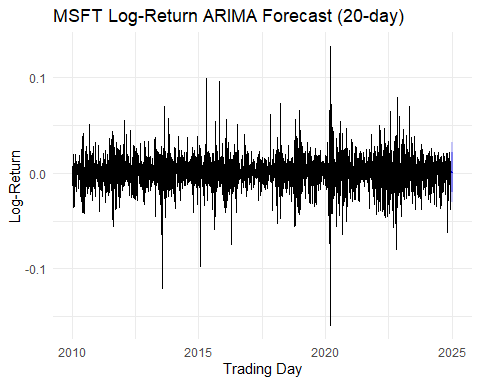 MSFT Log-Return ARIMA Forecast (20-day)
0.1
0.0
-0.1
Log-Return
2010 2015 2020 2025
Trading Day